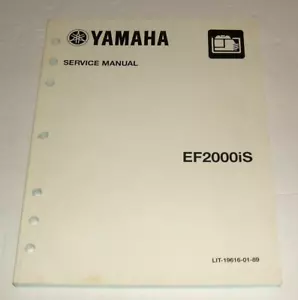 YAMAHA
SERVICE MANUAL
EF2000iS
LIT-19616-01-89